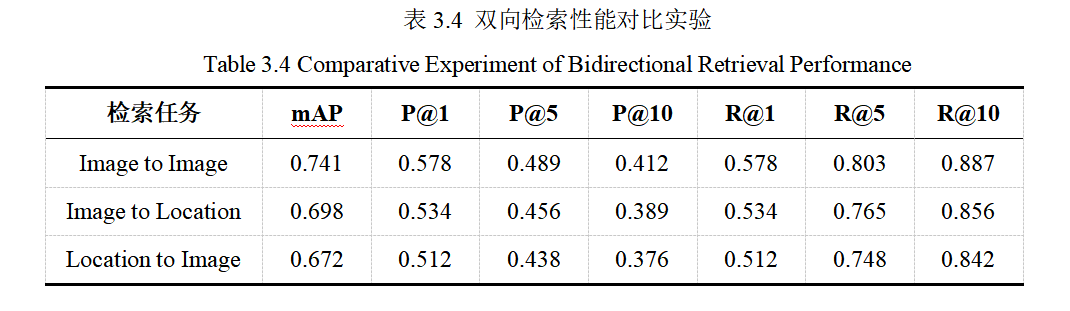 表 3.4 双向检索性能对比实验
Table 3.4 Comparative Experiment of Bidirectional Retrieval Performance
检索任务 mAP P@1 P@5 P@10 R@1 R@5 R@10
Image to Image 0.741 0.578 0.489 0.412 0.578 0.803 0.887
Image to Location 0.698 0.534 0.456 0.389 0.534 0.765 0.856
Location to Image 0.672 0.512 0.438 0.376 0.512 0.748 0.842